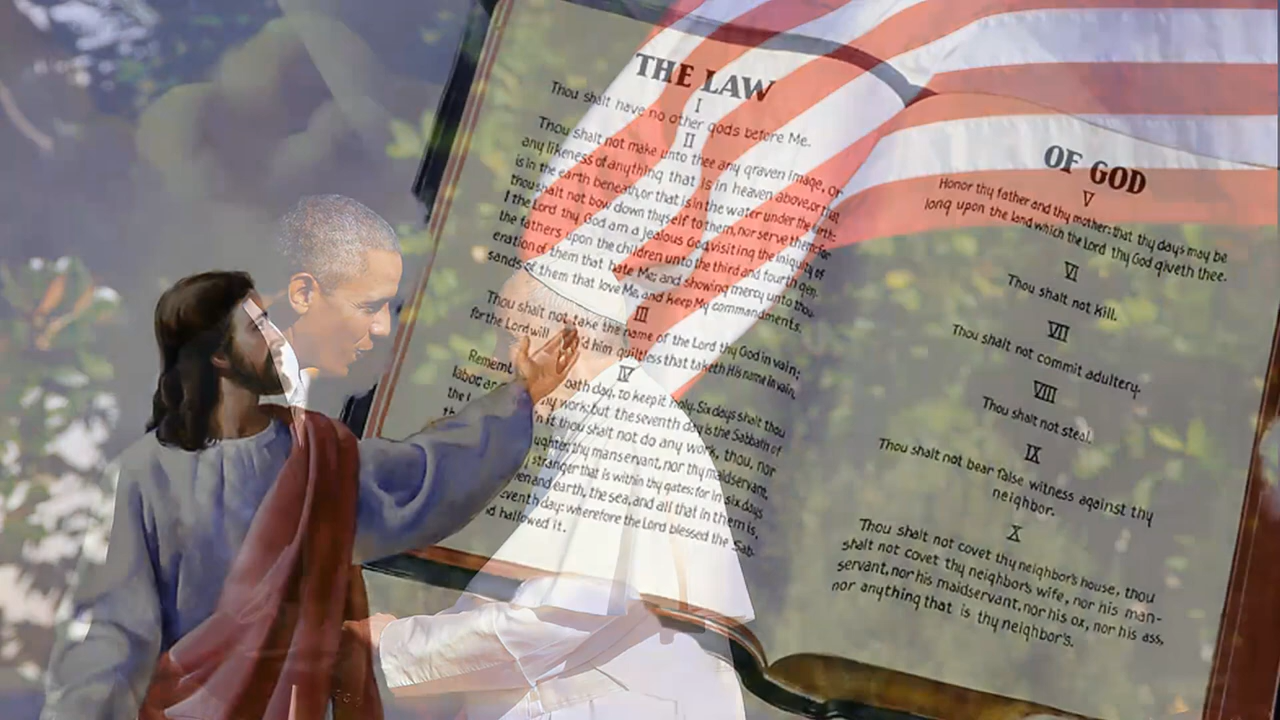 THE LAW
I
Thou shalt have no other gods before Me.
II
Thou shalt not make unto thee any graven image, Or
any likeness of anything that is in heaven above, or that
is in the earth beneath, or that is in the water under the earth:
thou shalt not bow down thyself to them, nor serve them: for
I the Lord thy God am a jealous God, visiting the iniquity of
the fathers upon the children unto the third and fourth gen-
eration of them that hate Me; and showing mercy unto thou-
sands of them that love Me, and keep My commandments.
III
Thou shalt not take the name of the Lord thy God in vain;
for the Lord will him guiltless that taketh His name in vain.
IV
Rememb bath day, to keep it holy. Six days shalt thou
labor, an work: but the seventh day is the Sabbath of
the in it thou shalt not do any work, thou, nor
th ughter, thy manservant, nor thy maidservant,
y stranger that is within thy gates: for in six days
ven and earth, the sea, and all that in them is,
venth day: wherefore the Lord blessed the Sab-
d hallowed it.
OF GOD
V
Honor thy father and thy mother: that thy days may be
long upon the land which the Lord thy God giveth thee.
VI
Thou shalt not kill.
VII
Thou shalt not commit adultery.
VIII
Thou shalt not steal.
IX
Thou shalt not bear false witness against thy
neighbor.
X
Thou shalt not covet thy neighbor's house, thou
shalt not covet thy neighbor's wife, nor his man-
servant, nor his maidservant, nor his ox, nor his ass,
nor anything that is thy neighbor's.